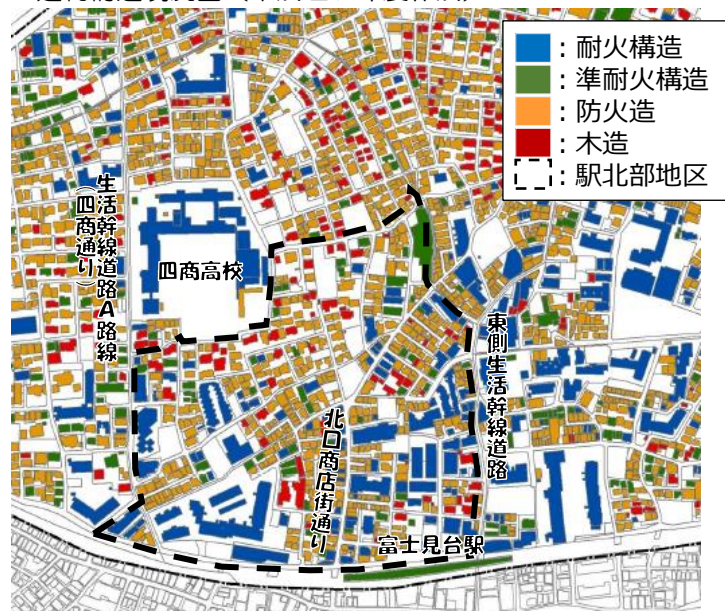 ：耐火構造
：準耐火構造
：防火造
：木造
：駅北部地区
生活幹線道路A路線
（四商通り）
四商高校
東側生活幹線道路
北口商店街通り
富士見台駅